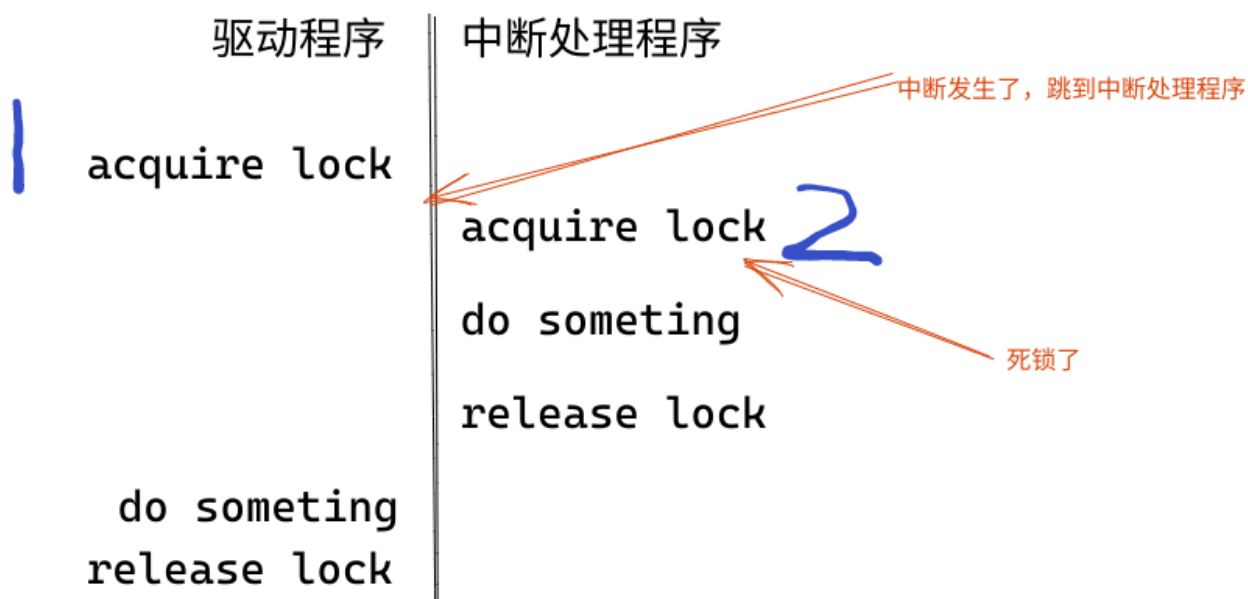 驱动程序
中断处理程序
中断发生了，跳到中断处理程序
1
acquire lock
acquire lock 2
do someting
死锁了
release lock
do someting
release lock